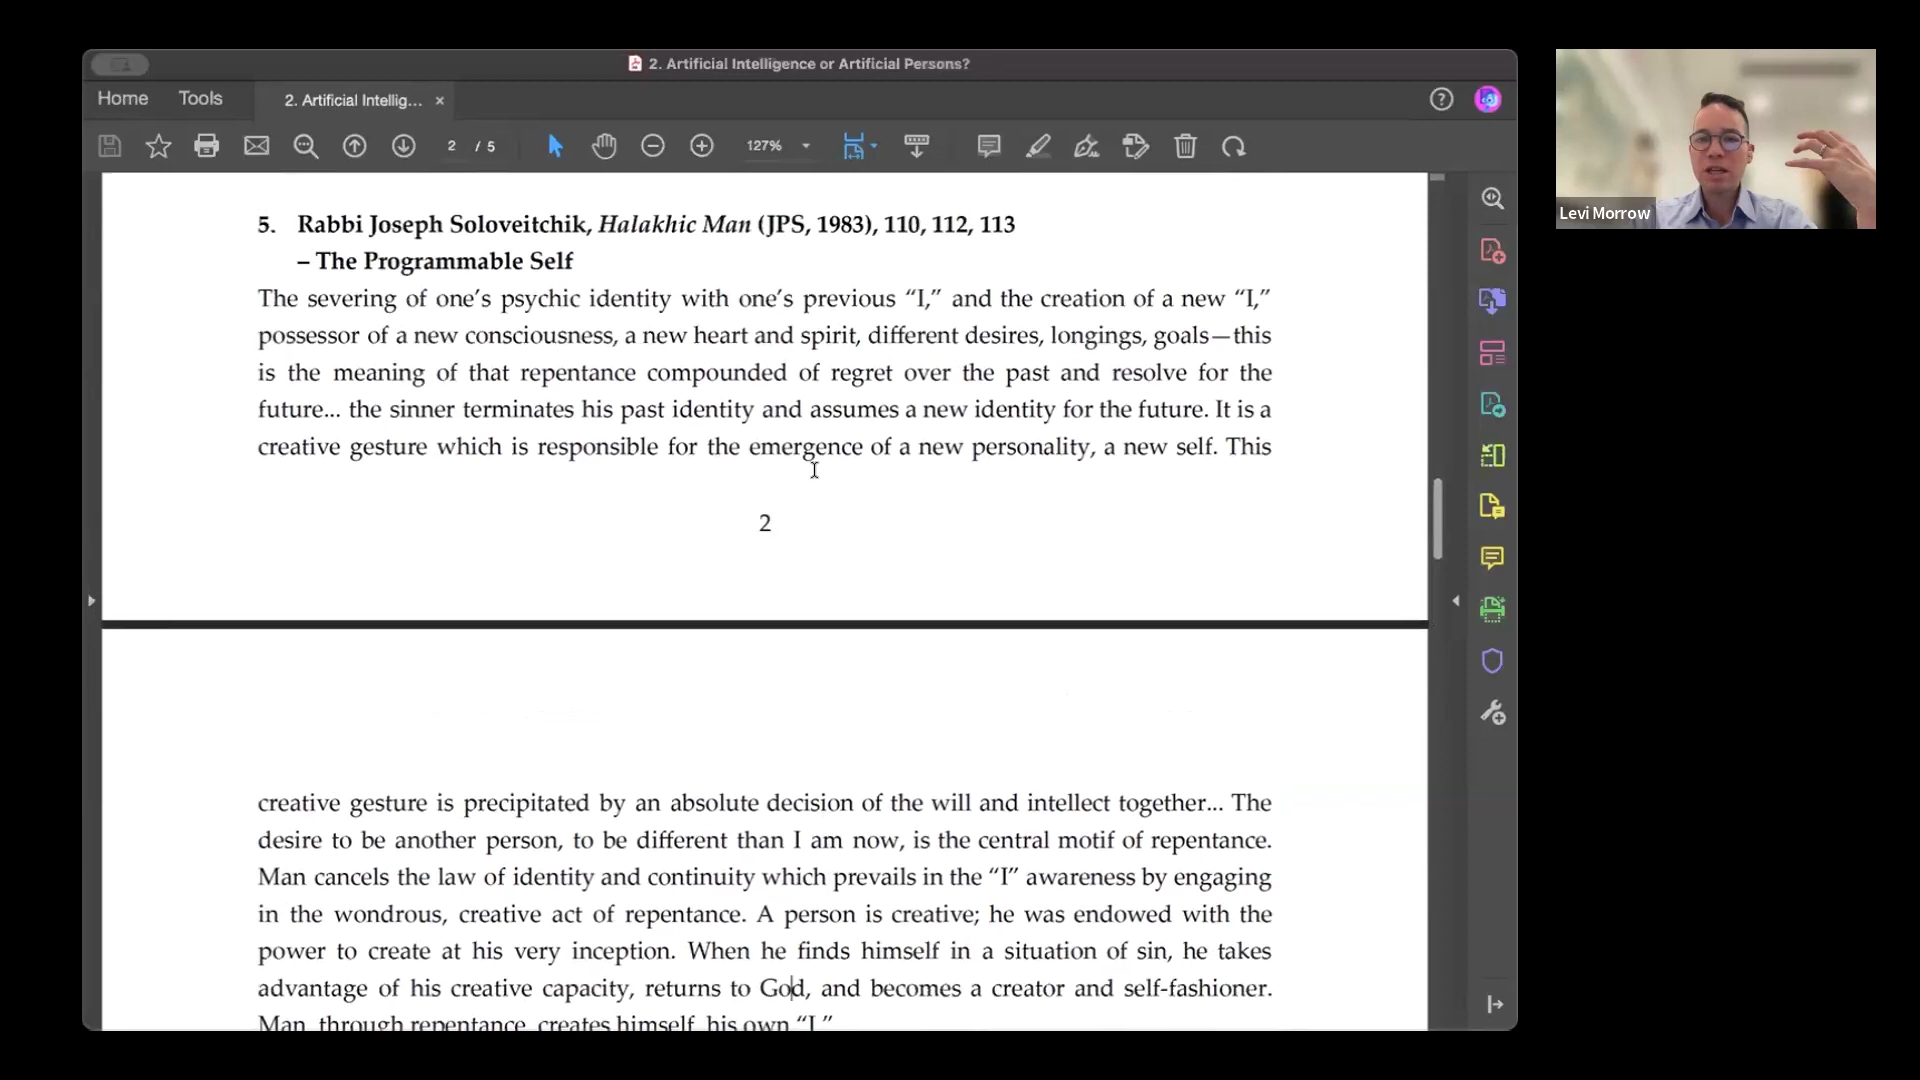 2. Artificial Intelligence or Artificial Persons?
Home Tools 2. Artificial Intellig... ×
2 / 5 127%
5. Rabbi Joseph Soloveitchik, Halakhic Man (JPS, 1983), 110, 112, 113
– The Programmable Self
The severing of one’s psychic identity with one’s previous “I,” and the creation of a new “I,”
possessor of a new consciousness, a new heart and spirit, different desires, longings, goals—this
is the meaning of that repentance compounded of regret over the past and resolve for the
future... the sinner terminates his past identity and assumes a new identity for the future. It is a
creative gesture which is responsible for the emergence of a new personality, a new self. This
2
creative gesture is precipitated by an absolute decision of the will and intellect together... The
desire to be another person, to be different than I am now, is the central motif of repentance.
Man cancels the law of identity and continuity which prevails in the “I” awareness by engaging
in the wondrous, creative act of repentance. A person is creative; he was endowed with the
power to create at his very inception. When he finds himself in a situation of sin, he takes
advantage of his creative capacity, returns to God, and becomes a creator and self-fashioner.
Man, through repentance, creates himself, his own “I.”
Levi Morrow